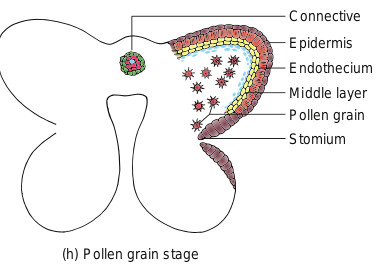 Connective
Epidermis
Endothecium
Middle layer
Pollen grain
Stomium
(h) Pollen grain stage